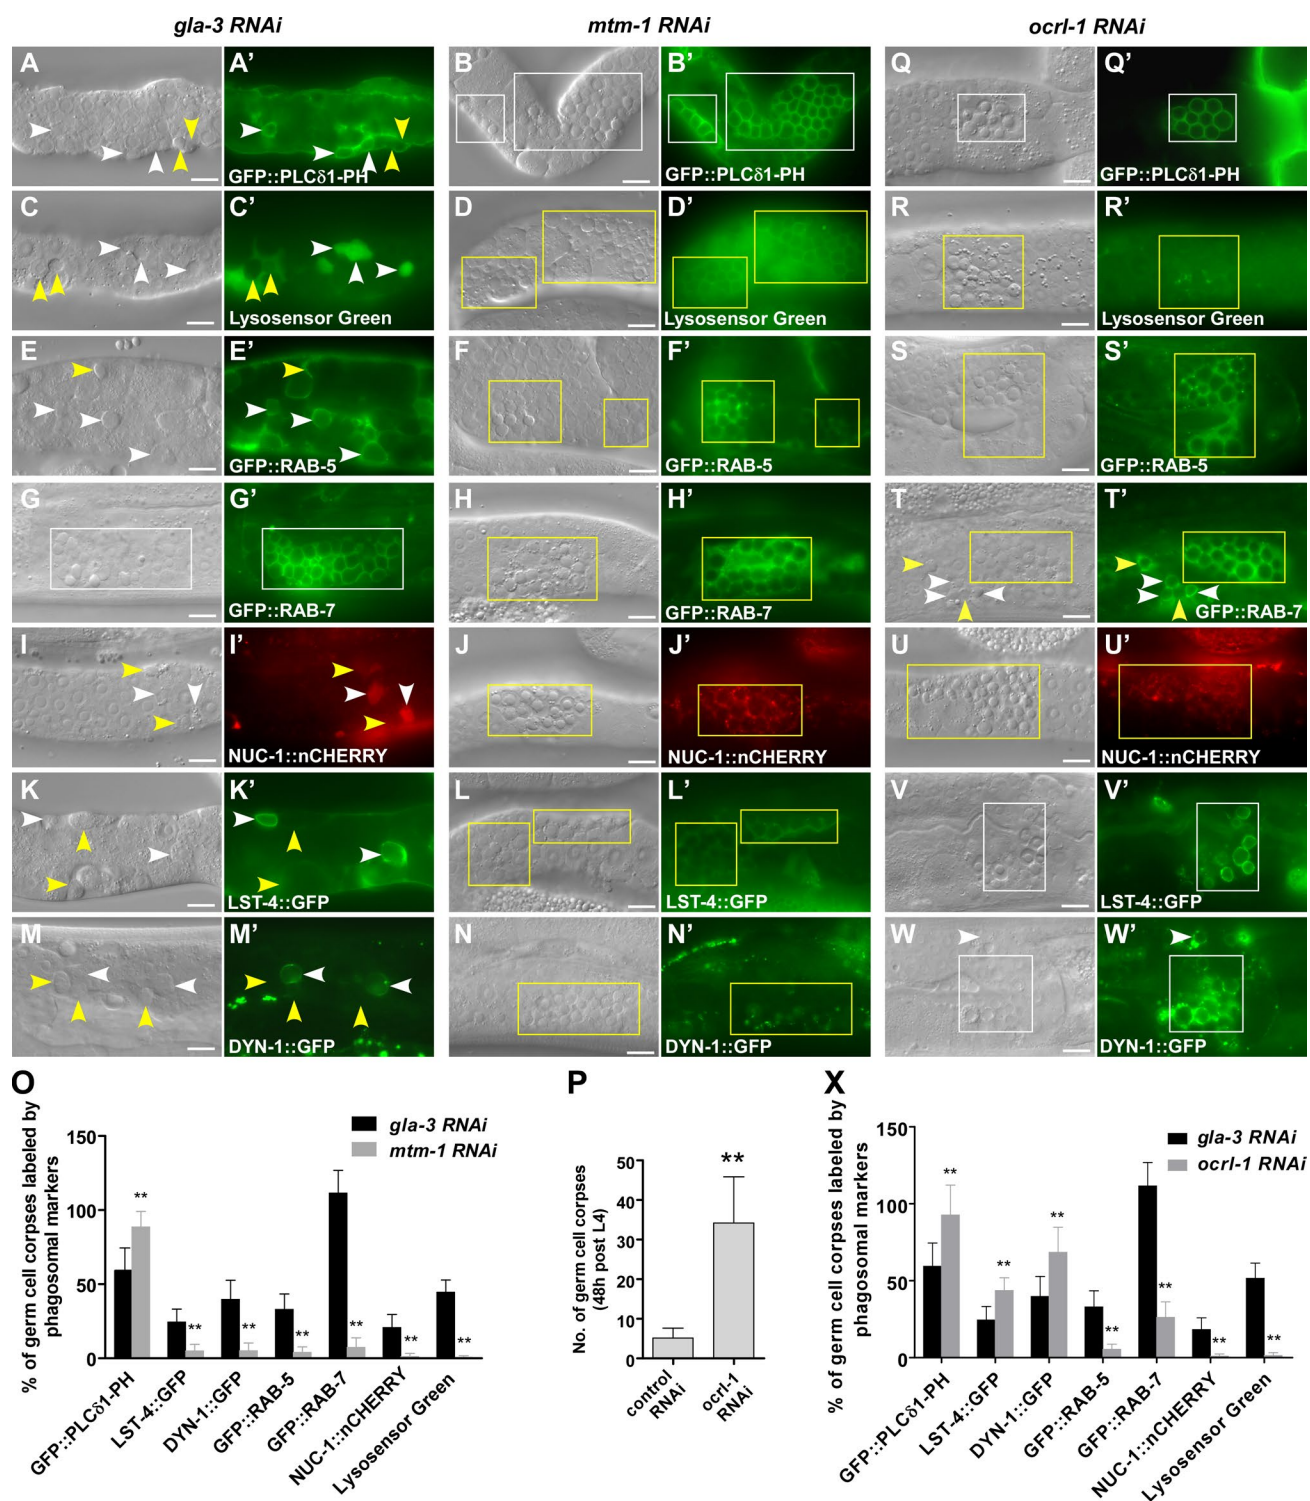 gla-3 RNAi mtm-1 RNAi ocrl-1 RNAi
A A’ B B’ Q Q’
GFP::PLCδ1-PH GFP::PLCδ1-PH GFP::PLCδ1-PH
C C’ D D’ R R’
Lysosensor Green Lysosensor Green Lysosensor Green
E E’ F F’ S S’
GFP::RAB-5 GFP::RAB-5 GFP::RAB-5
G G’ H H’ T T’
GFP::RAB-7 GFP::RAB-7 GFP::RAB-7
I I’ J J’ U U’
NUC-1::nCHERRY NUC-1::nCHERRY NUC-1::nCHERRY
K K’ L L’ V V’
LST-4::GFP LST-4::GFP LST-4::GFP
M M’ N N’ W W’
DYN-1::GFP DYN-1::GFP DYN-1::GFP
O
% of germ cell corpses labeled by
phagosomal markers
150
100
50
0
gla-3 RNAi
mtm-1 RNAi
** ** ** ** ** ** **
GFP::PLCδ1-PH
LST-4::GFP
DYN-1::GFP
GFP::RAB-5
GFP::RAB-7
NUC-1::nCHERRY
Lysosensor Green
P
No. of germ cell corpses
(48h post L4)
50
40
30
20
10
0
**
control
RNAi
ocrl-1
RNAi
X
% of germ cell corpses labeled by
phagosomal markers
150
100
50
0
gla-3 RNAi
ocrl-1 RNAi
** ** ** ** ** ** **
GFP::PLCδ1-PH
LST-4::GFP
DYN-1::GFP
GFP::RAB-5
GFP::RAB-7
NUC-1::nCHERRY
Lysosensor Green